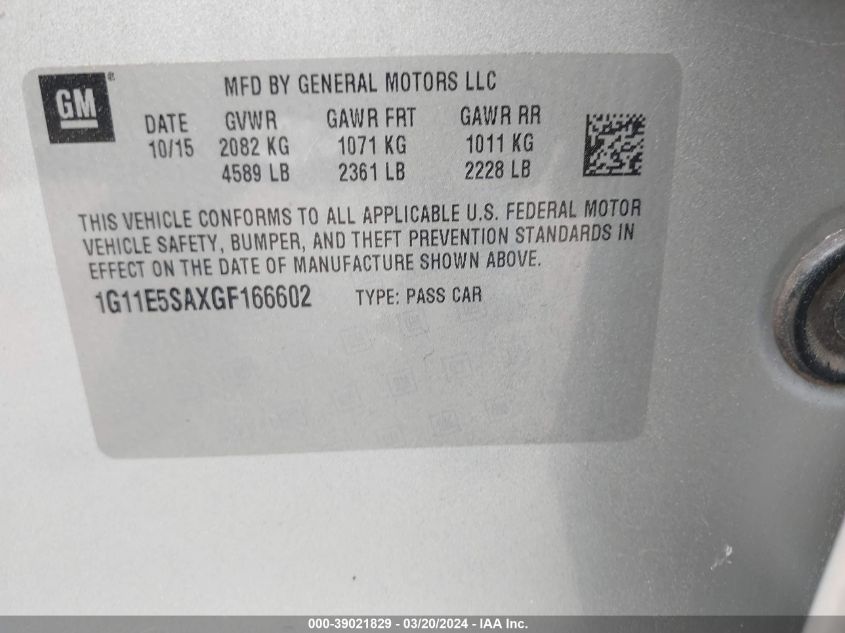 GM®
MFD BY GENERAL MOTORS LLC
DATE GVWR GAWR FRT GAWR RR
10/15 2082 KG 1071 KG 1011 KG
4589 LB 2361 LB 2228 LB
THIS VEHICLE CONFORMS TO ALL APPLICABLE U.S. FEDERAL MOTOR
VEHICLE SAFETY, BUMPER, AND THEFT PREVENTION STANDARDS IN
EFFECT ON THE DATE OF MANUFACTURE SHOWN ABOVE.
1G11E5SAXGF166602 TYPE: PASS CAR
000-39021829 - 03/20/2024 - IAA Inc.